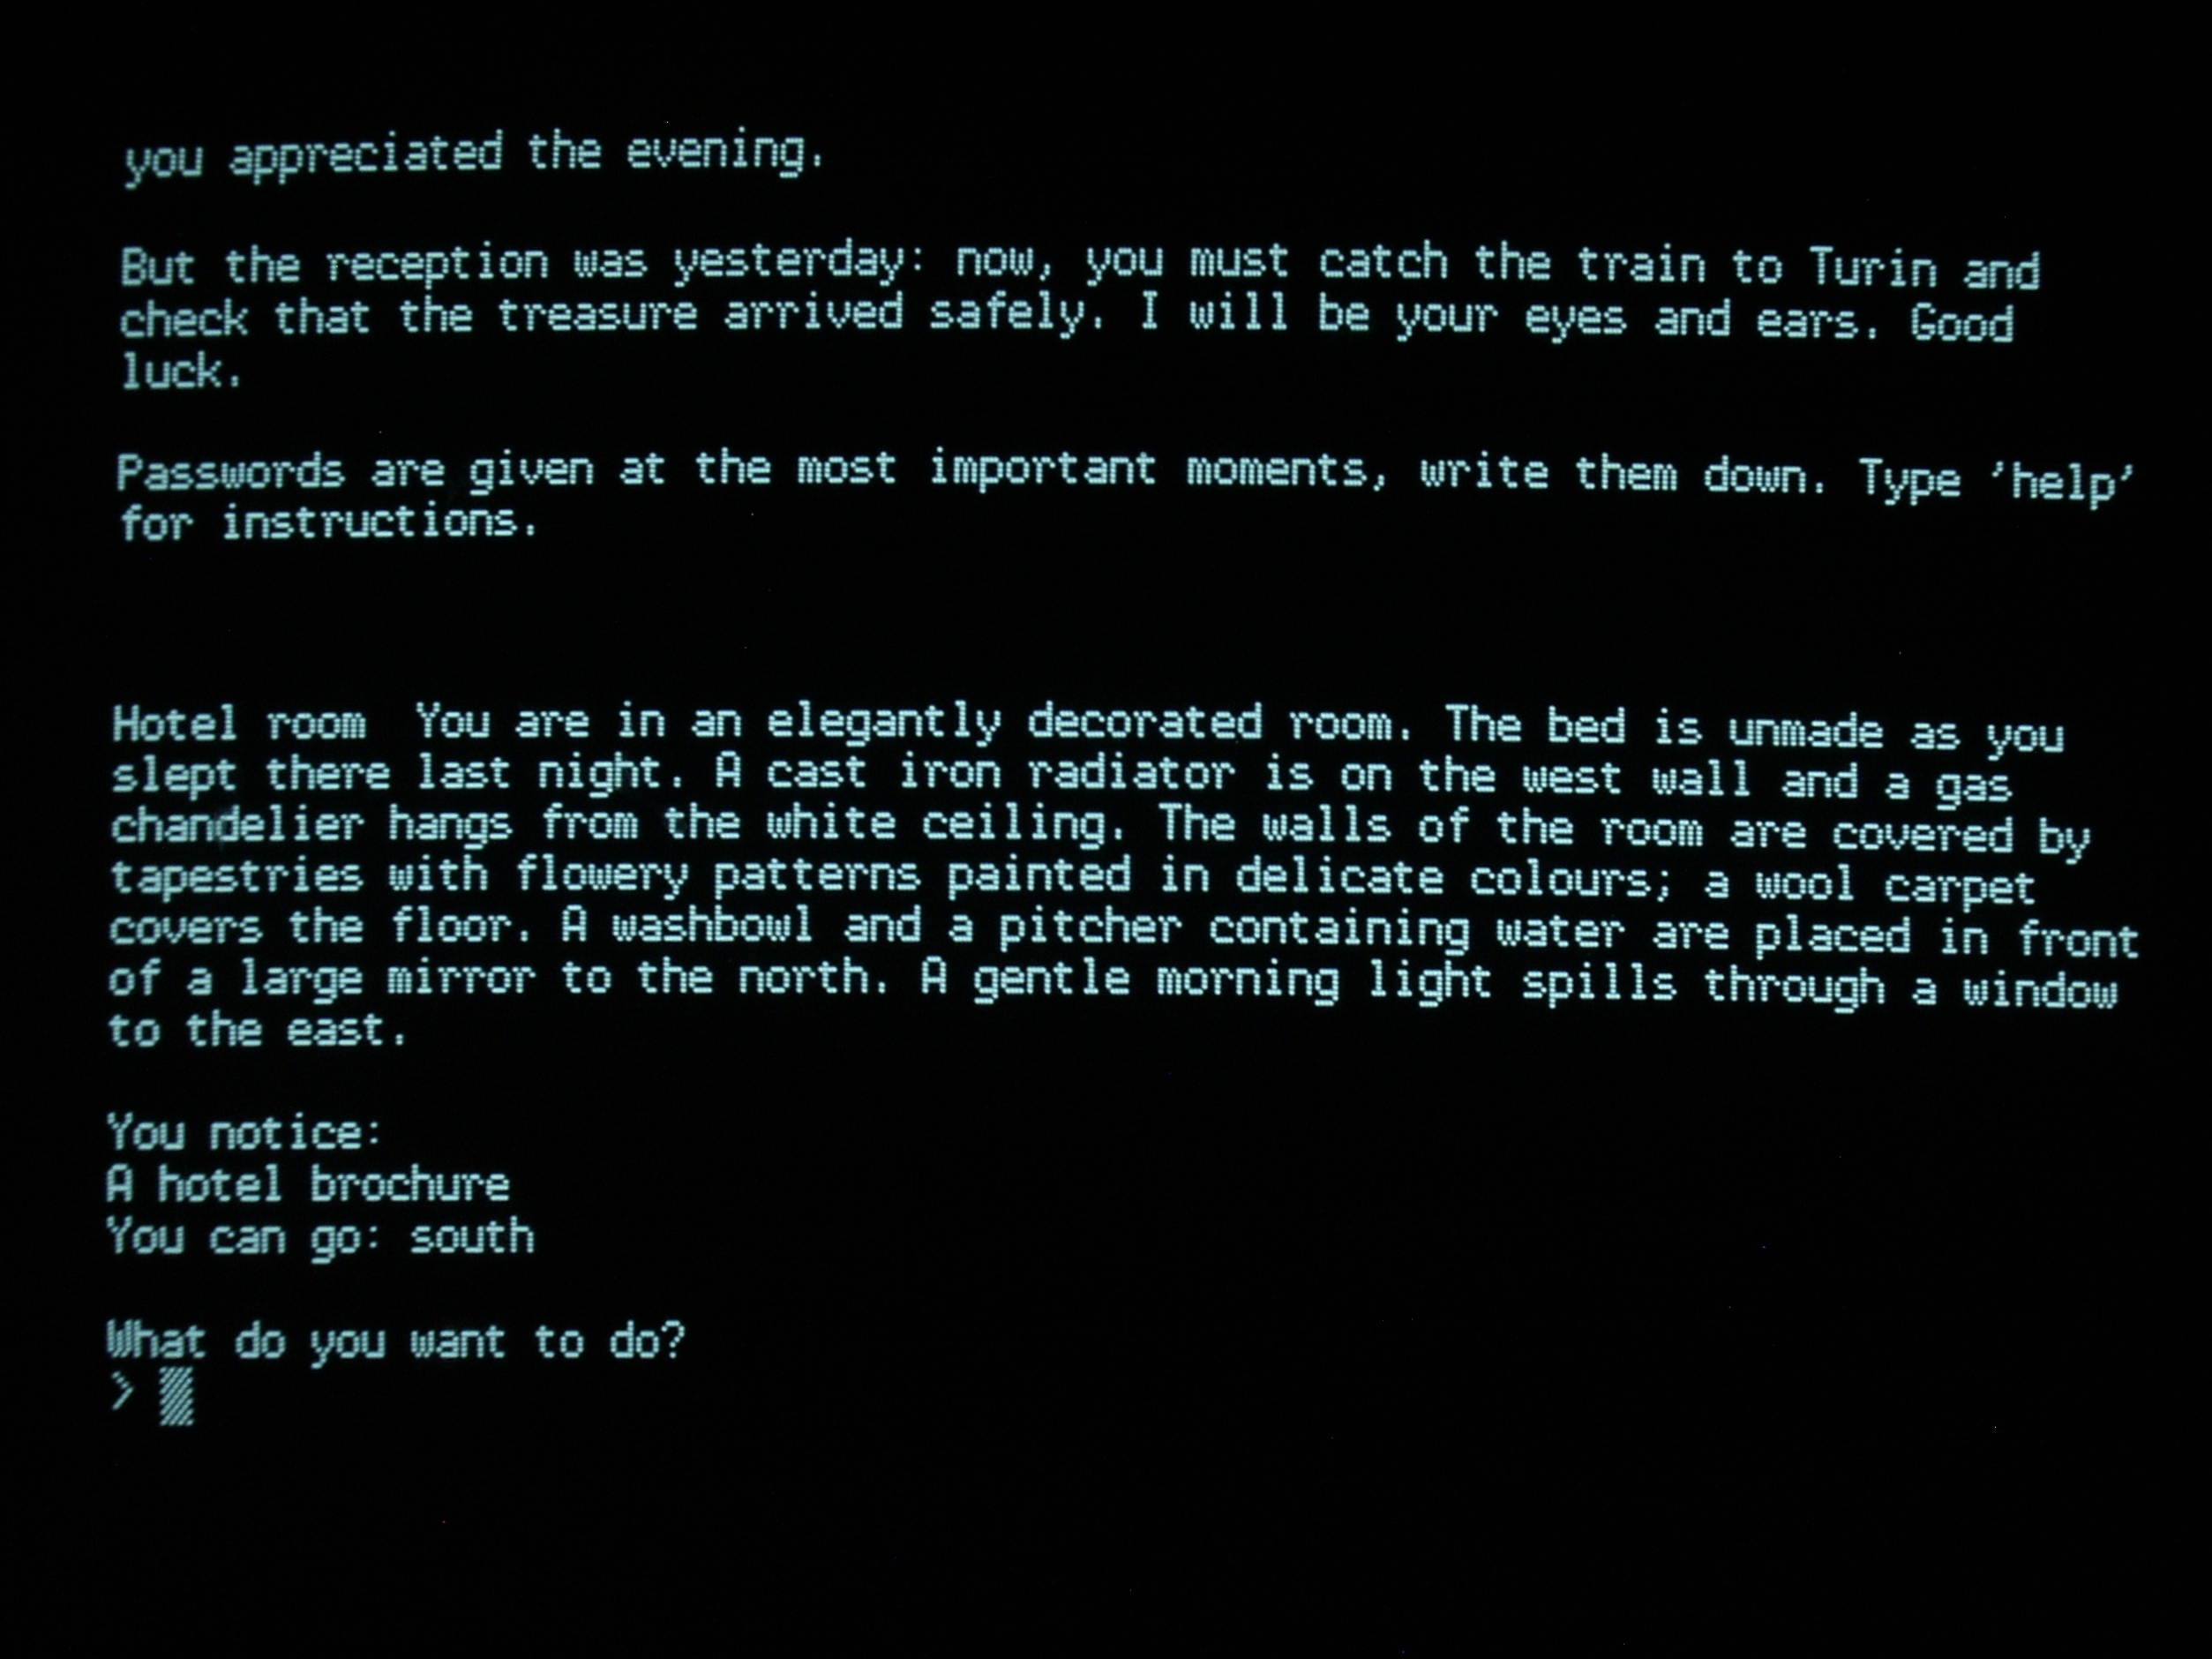 you appreciated the evening.
But the reception was yesterday: now, you must catch the train to Turin and
check that the treasure arrived safely. I will be your eyes and ears. Good
luck.
Passwords are given at the most important moments, write them down. Type 'help'
for instructions.
Hotel room  You are in an elegantly decorated room. The bed is unmade as you
slept there last night. A cast iron radiator is on the west wall and a gas
chandelier hangs from the white ceiling. The walls of the room are covered by
tapestries with flowery patterns painted in delicate colours; a wool carpet
covers the floor. A washbowl and a pitcher containing water are placed in front
of a large mirror to the north. A gentle morning light spills through a window
to the east.
You notice:
A hotel brochure
You can go: south
What do you want to do?
>